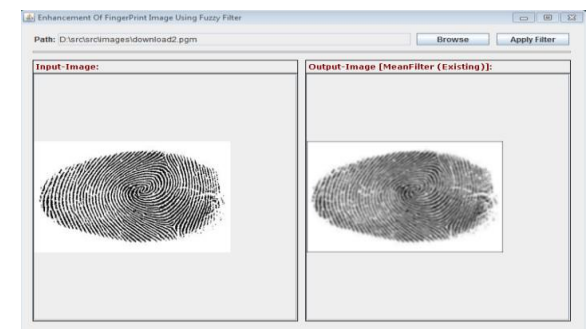 Enhancement Of FingerPrint Image Using Fuzzy Filter
Path: D:\src\src\images\download2.pgm Browse Apply Filter
Input-Image:
Output-Image [MeanFilter (Existing)]: